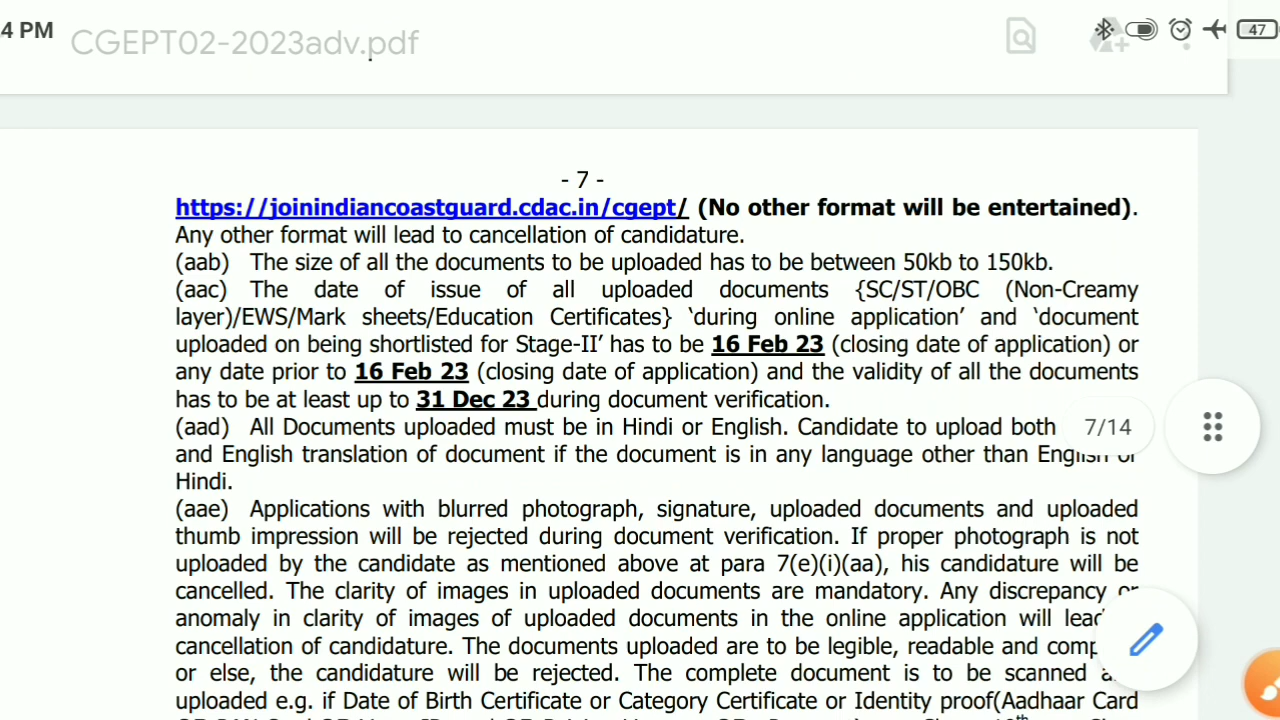 4 PM
CGEPT02-2023adv.pdf
47
- 7 -
https://joinindiancoastguard.cdac.in/cgept/ (No other format will be entertained).
Any other format will lead to cancellation of candidature.
(aab) The size of all the documents to be uploaded has to be between 50kb to 150kb.
(aac) The date of issue of all uploaded documents {SC/ST/OBC (Non-Creamy
layer)/EWS/Mark sheets/Education Certificates} ‘during online application’ and ‘document
uploaded on being shortlisted for Stage-II’ has to be 16 Feb 23 (closing date of application) or
any date prior to 16 Feb 23 (closing date of application) and the validity of all the documents
has to be at least up to 31 Dec 23 during document verification.
(aad) All Documents uploaded must be in Hindi or English. Candidate to upload both
7/14
and English translation of document if the document is in any language other than English or
Hindi.
(aae) Applications with blurred photograph, signature, uploaded documents and uploaded
thumb impression will be rejected during document verification. If proper photograph is not
uploaded by the candidate as mentioned above at para 7(e)(i)(aa), his candidature will be
cancelled. The clarity of images in uploaded documents are mandatory. Any discrepancy or
anomaly in clarity of images of uploaded documents in the online application will lead
cancellation of candidature. The documents uploaded are to be legible, readable and comp
or else, the candidature will be rejected. The complete document is to be scanned
uploaded e.g. if Date of Birth Certificate or Category Certificate or Identity proof(Aadhaar Card